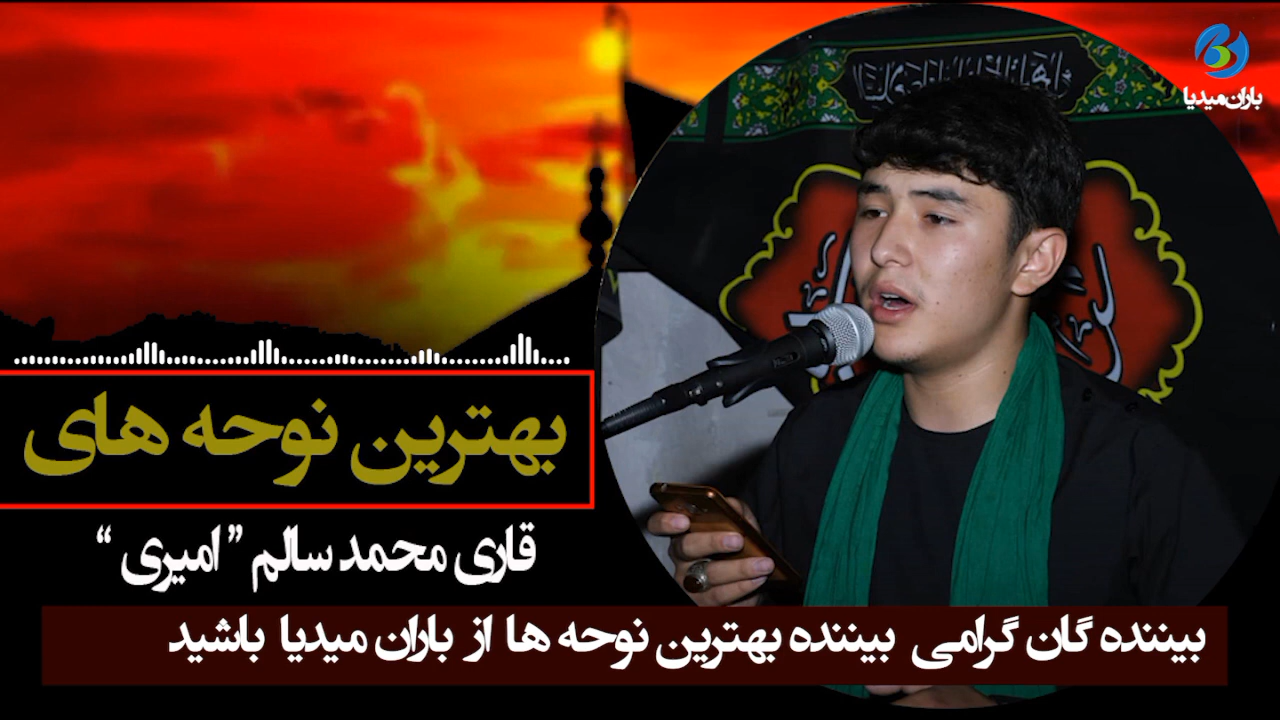 باران میدیا
بهترین نوحه های
قاری محمد سالم "امیری"
بیننده گان گرامی بیننده بهترین نوحه ها از باران میدیا باشید